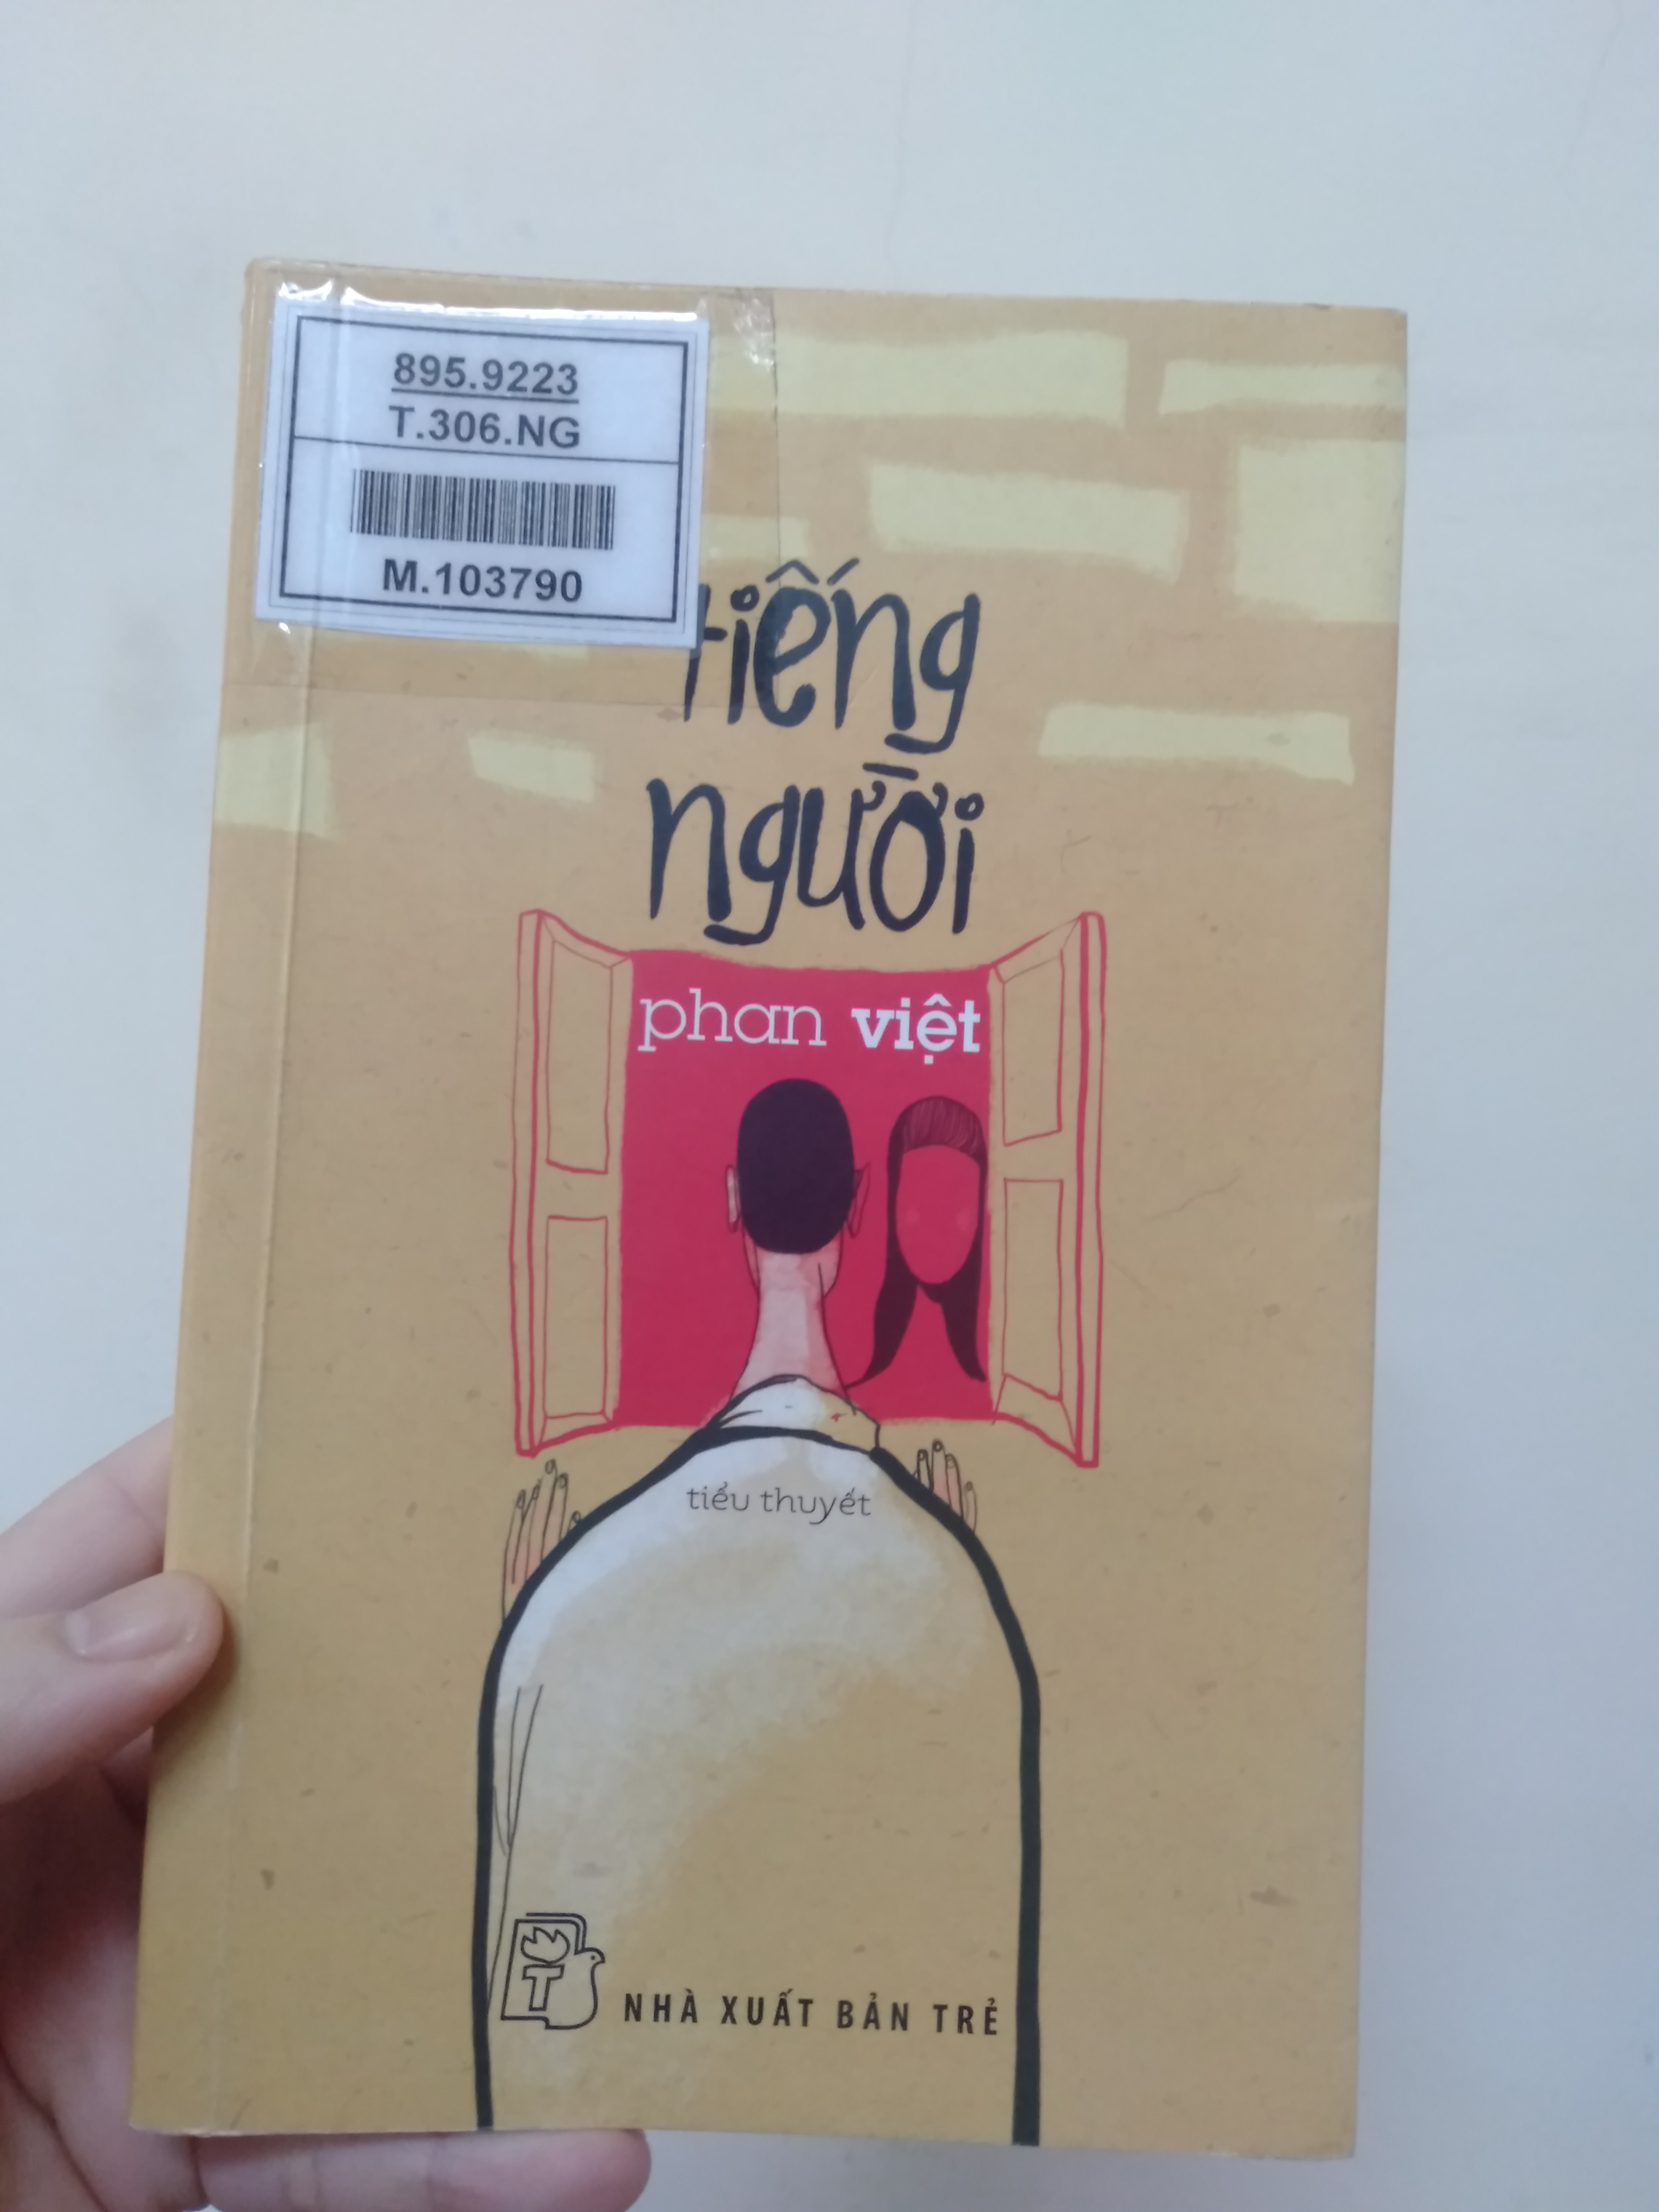 895.9223
T.306.NG
M.103790
tiếng
người
phan việt
tiểu thuyết
T
NHÀ XUẤT BẢN TRẺ